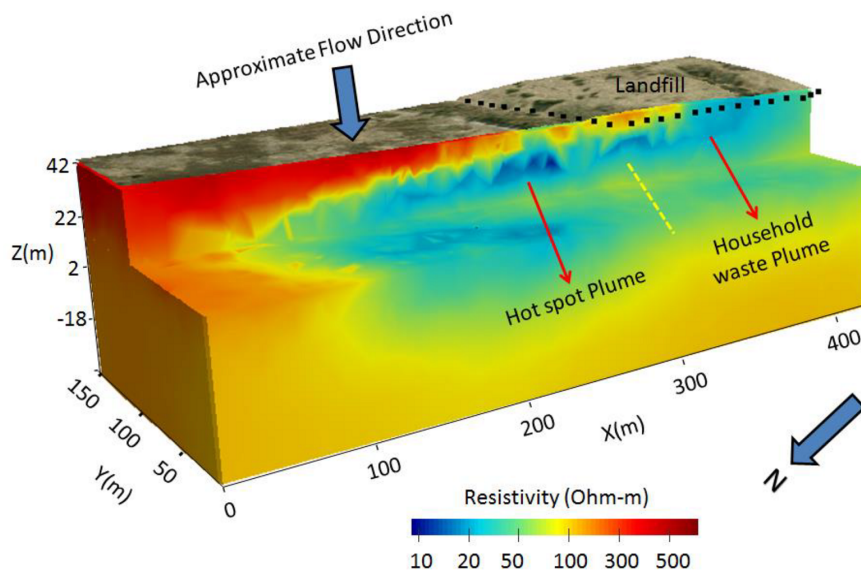 Approximate Flow Direction
Landfill
42
22
2
-18
Z(m)
Hot spot Plume
Household
waste Plume
150
100
50
Y(m)
0
100
200
300
400
X(m)
N
Resistivity (Ohm-m)
10 20 50 100 300 500